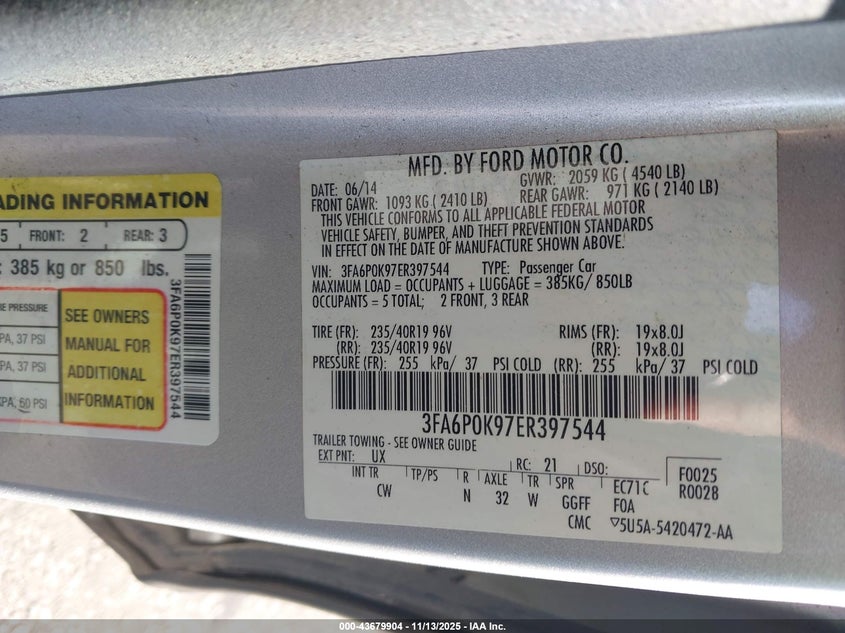 ADING INFORMATION
5 FRONT: 2 REAR: 3
: 385 kg or 850 lbs.
RE PRESSURE
PA, 37 PSI
PA, 37 PSI
KPA, 60 PSI
SEE OWNERS
MANUAL FOR
ADDITIONAL
INFORMATION
3FA6P0K97ER397544
MFD. BY FORD MOTOR CO.
DATE: 06/14 GVWR: 2059 KG ( 4540 LB)
FRONT GAWR: 1093 KG ( 2410 LB) REAR GAWR: 971 KG ( 2140 LB)
THIS VEHICLE CONFORMS TO ALL APPLICABLE FEDERAL MOTOR
VEHICLE SAFETY, BUMPER, AND THEFT PREVENTION STANDARDS
IN EFFECT ON THE DATE OF MANUFACTURE SHOWN ABOVE.
VIN: 3FA6P0K97ER397544 TYPE: Passenger Car
MAXIMUM LOAD = OCCUPANTS + LUGGAGE = 385KG/ 850LB
OCCUPANTS = 5 TOTAL; 2 FRONT, 3 REAR
TIRE (FR): 235/40R19 96V RIMS (FR): 19x8.0J
(RR): 235/40R19 96V (RR): 19x8.0J
PRESSURE (FR): 255 kPa/ 37 PSI COLD (RR): 255 kPa/ 37 PSI COLD
3FA6P0K97ER397544
TRAILER TOWING - SEE OWNER GUIDE
EXT PNT: UX RC: 21 DSO: F0025
INT TR TP/PS R AXLE TR SPR EC71C R0028
CW N 32 W GGFF F0A
CMC ▽5U5A-5420472-AA
000-43679904 | 11/13/2025 - IAA Inc.